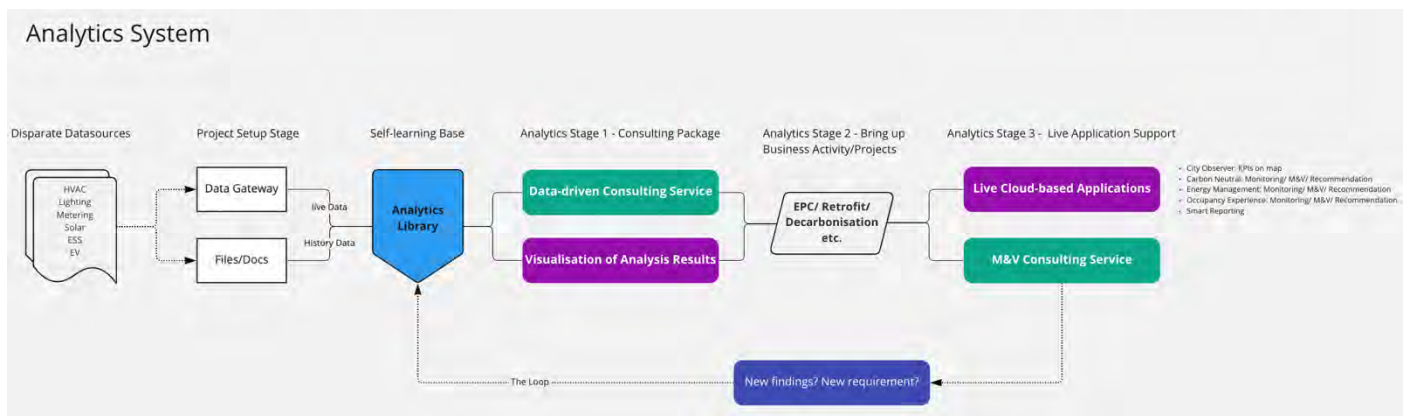 Analytics System
Disparate Datasources
Project Setup Stage
Self-learning Base
Analytics Stage 1 - Consulting Package
Analytics Stage 2 - Bring up
Business Activity/Projects
Analytics Stage 3 - Live Application Support
HVAC
Lighting
Metering
Solar
ESS
EV
Data Gateway
Files/Docs
live Data
History Data
Analytics
Library
Data-driven Consulting Service
Visualisation of Analysis Results
EPC/ Retrofit/
Decarbonisation
etc.
Live Cloud-based Applications
M&V Consulting Service
• City Observer: KPIs on map
• Carbon Neutral: Monitoring/ M&V/ Recommendation
• Energy Management: Monitoring/ M&V/ Recommendation
• Occupancy Experience: Monitoring/ M&V/ Recommendation
• Smart Reporting
The Loop
New findings? New requirement?